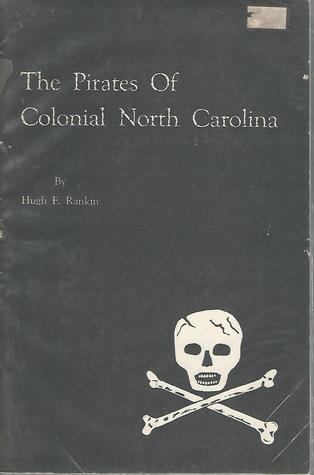 The Pirates Of
Colonial North Carolina
By
Hugh F. Rankin